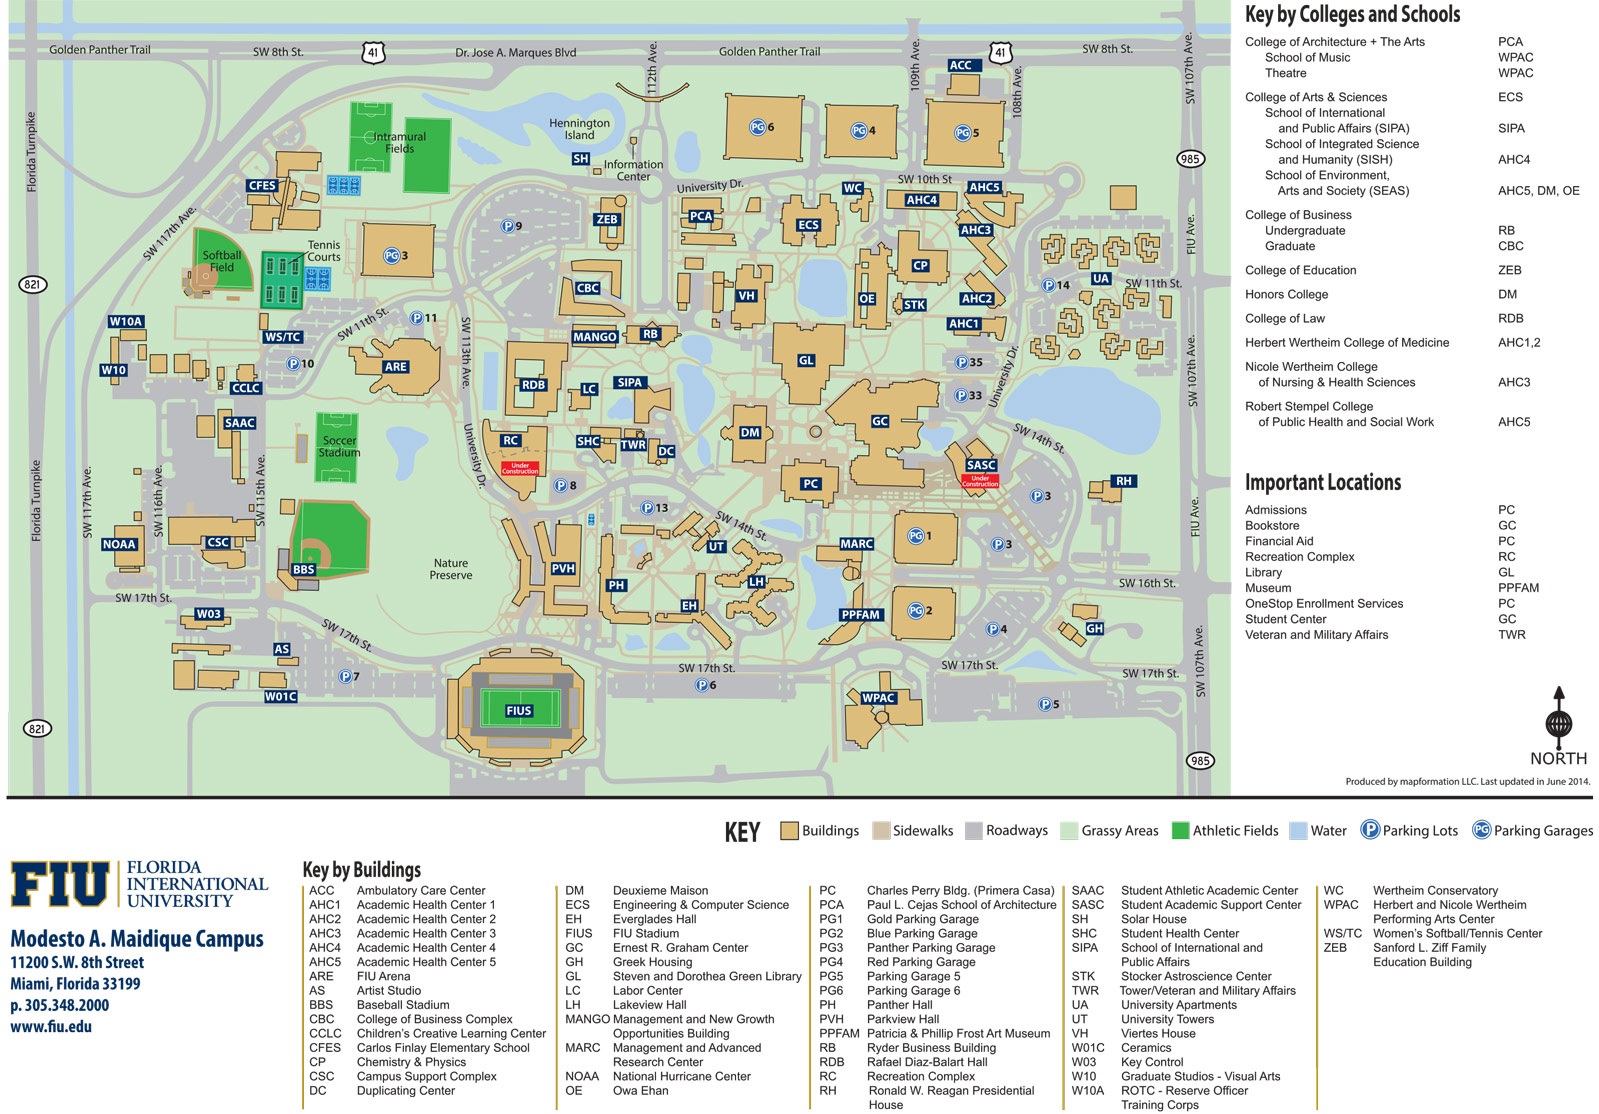 Golden Panther Trail
SW 8th St.
41
Dr. Jose A. Marques Blvd
112th Ave.
Golden Panther Trail
109th Ave.
41
SW 8th St.
SW 107th Ave.
ACC
108th Ave.
Florida Turnpike
Intramural
Fields
Hennington
Island
SH
Information
Center
PG 6
PG 4
PG 5
985
CFES
University Dr.
SW 10th St
WC
AHC5
AHC4
SW 117th Ave.
P 9
ZEB
PCA
ECS
AHC3
FIU Ave.
Softball
Field
Tennis
Courts
PG 3
CP
UA
821
CBC
VH
OE
STK
AHC2
P 14
SW 11th St.
W10A
WS/TC
SW 11th St.
P 11
SW 113th Ave.
MANGO
RB
AHC1
W10
P 10
ARE
GL
P 35
University Dr.
SW 107th Ave.
CCLC
RDB
LC
SIPA
P 33
SAAC
Soccer
Stadium
University Dr.
RC
Under
Construction
SHC
TWR
DC
DM
GC
SW 14th St.
SASC
Under
Construction
Florida Turnpike
SW 117th Ave.
SW 116th Ave.
SW 115th Ave.
P 8
PC
P 3
RH
P 13
SW 14th St.
FIU Ave.
NOAA
CSC
UT
MARC
PG 1
P 3
BBS
Nature
Preserve
PVH
PH
LH
SW 16th St.
SW 17th St.
EH
PPFAM
PG 2
W03
SW 17th St.
P 4
GH
AS
SW 17th St.
SW 17th St.
SW 17th St.
SW 107th Ave.
P 7
P 6
W01C
FIUS
WPAC
P 5
821
985
Key by Colleges and Schools
College of Architecture + The Arts PCA
School of Music WPAC
Theatre WPAC
College of Arts & Sciences ECS
School of International
and Public Affairs (SIPA) SIPA
School of Integrated Science
and Humanity (SISH) AHC4
School of Environment,
Arts and Society (SEAS) AHC5, DM, OE
College of Business
Undergraduate RB
Graduate CBC
College of Education ZEB
Honors College DM
College of Law RDB
Herbert Wertheim College of Medicine AHC1,2
Nicole Wertheim College
of Nursing & Health Sciences AHC3
Robert Stempel College
of Public Health and Social Work AHC5
Important Locations
Admissions PC
Bookstore GC
Financial Aid PC
Recreation Complex RC
Library GL
Museum PPFAM
OneStop Enrollment Services PC
Student Center GC
Veteran and Military Affairs TWR
NORTH
Produced by mapformation LLC. Last updated in June 2014.
KEY
Buildings
Sidewalks
Roadways
Grassy Areas
Athletic Fields
Water
P Parking Lots
PG Parking Garages
FIU
FLORIDA
INTERNATIONAL
UNIVERSITY
Modesto A. Maidique Campus
11200 S.W. 8th Street
Miami, Florida 33199
p. 305.348.2000
www.fiu.edu
Key by Buildings
ACC Ambulatory Care Center
AHC1 Academic Health Center 1
AHC2 Academic Health Center 2
AHC3 Academic Health Center 3
AHC4 Academic Health Center 4
AHC5 Academic Health Center 5
ARE FIU Arena
AS Artist Studio
BBS Baseball Stadium
CBC College of Business Complex
CCLC Children's Creative Learning Center
CFES Carlos Finlay Elementary School
CP Chemistry & Physics
CSC Campus Support Complex
DC Duplicating Center
DM Deuxieme Maison
ECS Engineering & Computer Science
EH Everglades Hall
FIUS FIU Stadium
GC Ernest R. Graham Center
GH Greek Housing
GL Steven and Dorothea Green Library
LC Labor Center
LH Lakeview Hall
MANGO Management and New Growth
Opportunities Building
MARC Management and Advanced
Research Center
NOAA National Hurricane Center
OE Owa Ehan
PC Charles Perry Bldg. (Primera Casa)
PCA Paul L. Cejas School of Architecture
PG1 Gold Parking Garage
PG2 Blue Parking Garage
PG3 Panther Parking Garage
PG4 Red Parking Garage
PG5 Parking Garage 5
PG6 Parking Garage 6
PH Panther Hall
PVH Parkview Hall
PPFAM Patricia & Phillip Frost Art Museum
RB Ryder Business Building
RDB Rafael Diaz-Balart Hall
RC Recreation Complex
RH Ronald W. Reagan Presidential
House
SAAC Student Athletic Academic Center
SASC Student Academic Support Center
SH Solar House
SHC Student Health Center
SIPA School of International and
Public Affairs
STK Stocker Astroscience Center
TWR Tower/Veteran and Military Affairs
UA University Apartments
UT University Towers
VH Viertes House
W01C Ceramics
W03 Key Control
W10 Graduate Studios - Visual Arts
W10A ROTC - Reserve Officer
Training Corps
WC Wertheim Conservatory
WPAC Herbert and Nicole Wertheim
Performing Arts Center
WS/TC Women's Softball/Tennis Center
ZEB Sanford L. Ziff Family
Education Building